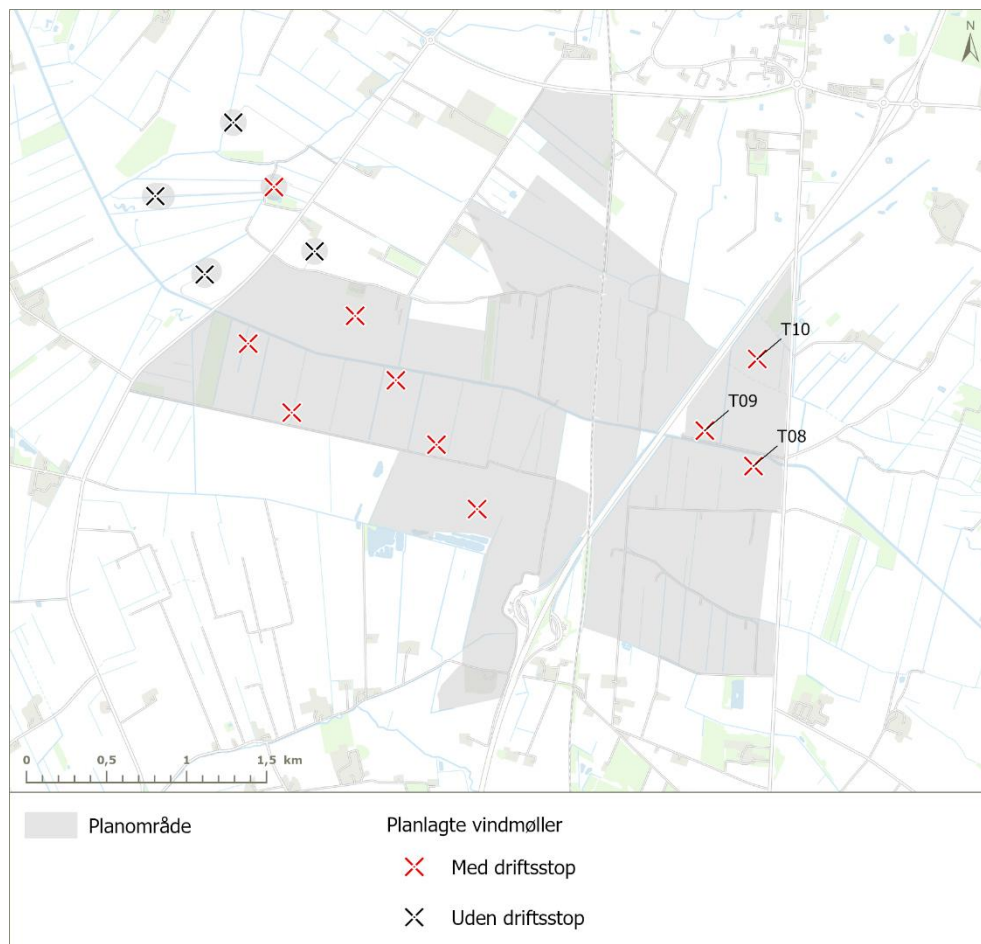 N
T10
T09
T08
0 0,5 1 1,5 km
Planområde
Planlagte vindmøller
Med driftsstop
Uden driftsstop